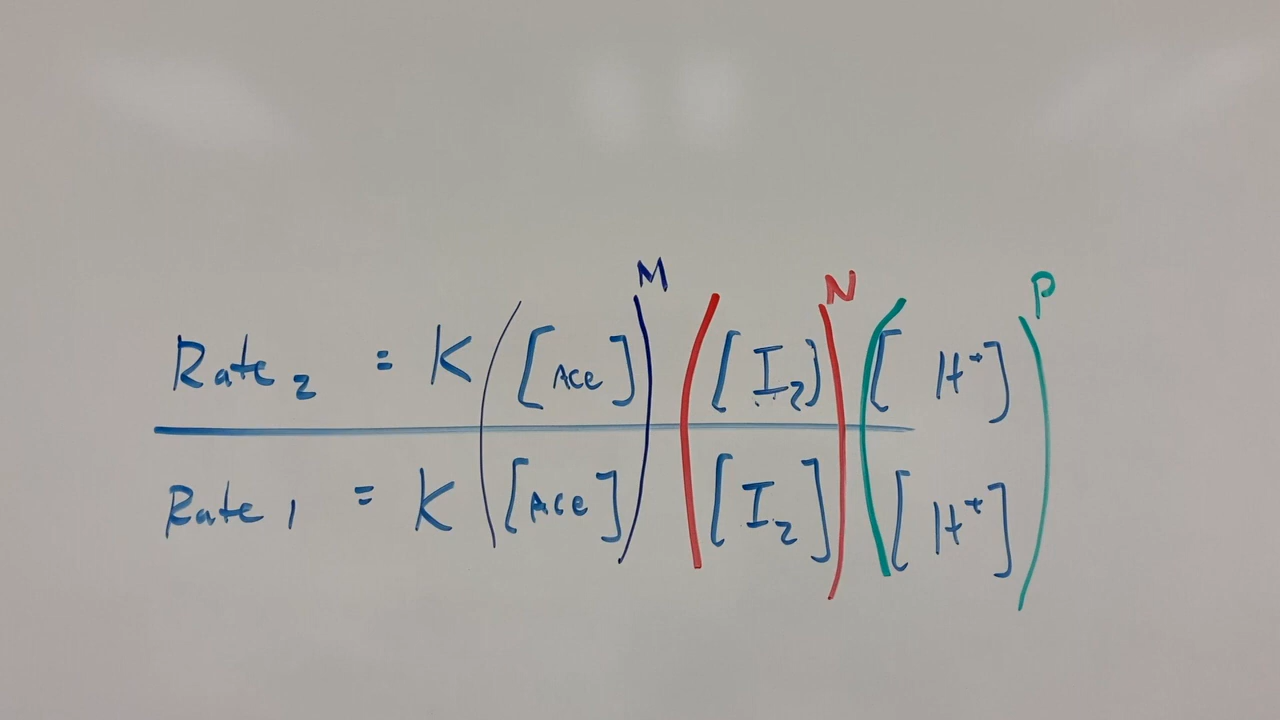 M N P
Rate 2 = K ( [Ace] ) ( [I2) ) ( [H+] )
Rate 1 = K [Ace] [I2] [H+]